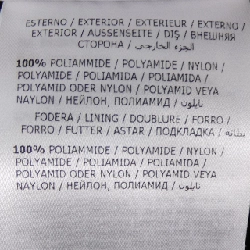 ESTERNO / EXTERIOR / EXTERIEUR / EXTERNO /
EXTERIOR / AUSSENSEITE / DIŞ / ВНЕШНЯЯ
СТОРОНА / الجزء الخارجي
100% POLIAMMIDE / POLYAMIDE / NYLON /
POLYAMIDE / POLIAMIDA / POLIAMIDA /
POLYAMID ODER NYLON / POLYAMID VEYA
NAYLON / НЕЙЛОН, ПОЛИАМИД / نايلون
FODERA / LINING / DOUBLURE / FORRO /
FORRO / FUTTER / ASTAR / ПОДКЛАДКА / بطانه
100% POLIAMMIDE / POLYAMIDE / NYLON /
POLYAMIDE / POLIAMIDA / POLIAMIDA /
POLYAMID ODER NYLON / POLYAMID VEYA
NAYLON / НЕЙЛОН, ПОЛИАМИД / نايلون